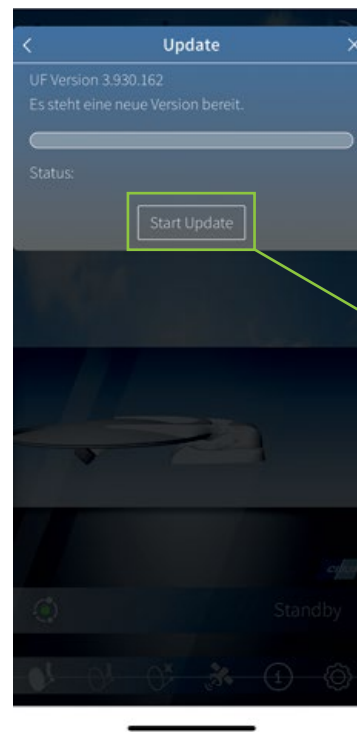 Update
UF Version 3.930.162
Es steht eine neue Version bereit.
Status:
Start Update
Standby